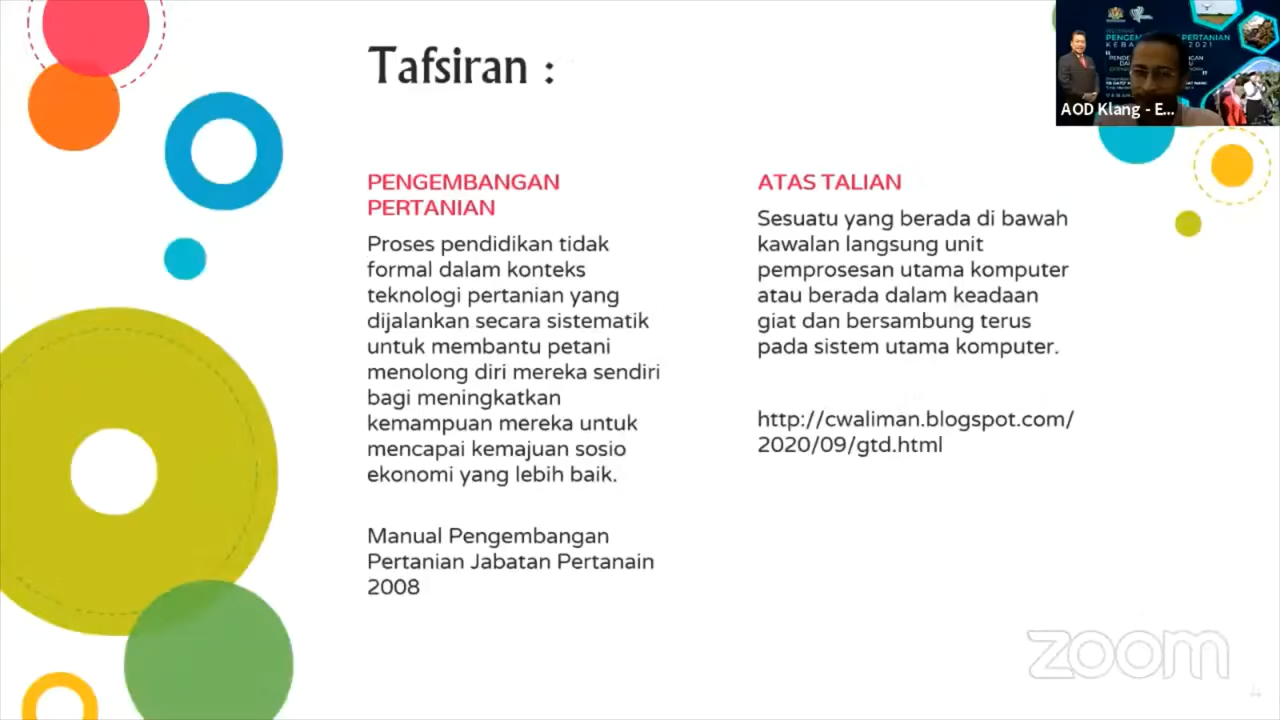 Tafsiran :
PENGEMBANGAN
PERTANIAN
Proses pendidikan tidak
formal dalam konteks
teknologi pertanian yang
dijalankan secara sistematik
untuk membantu petani
menolong diri mereka sendiri
bagi meningkatkan
kemampuan mereka untuk
mencapai kemajuan sosio
ekonomi yang lebih baik.
Manual Pengembangan
Pertanian Jabatan Pertanain
2008
ATAS TALIAN
Sesuatu yang berada di bawah
kawalan langsung unit
pemprosesan utama komputer
atau berada dalam keadaan
giat dan bersambung terus
pada sistem utama komputer.
http://cwaliman.blogspot.com/
2020/09/gtd.html
PERTANIAN
2021
AOD Klang - E...
zoom
4